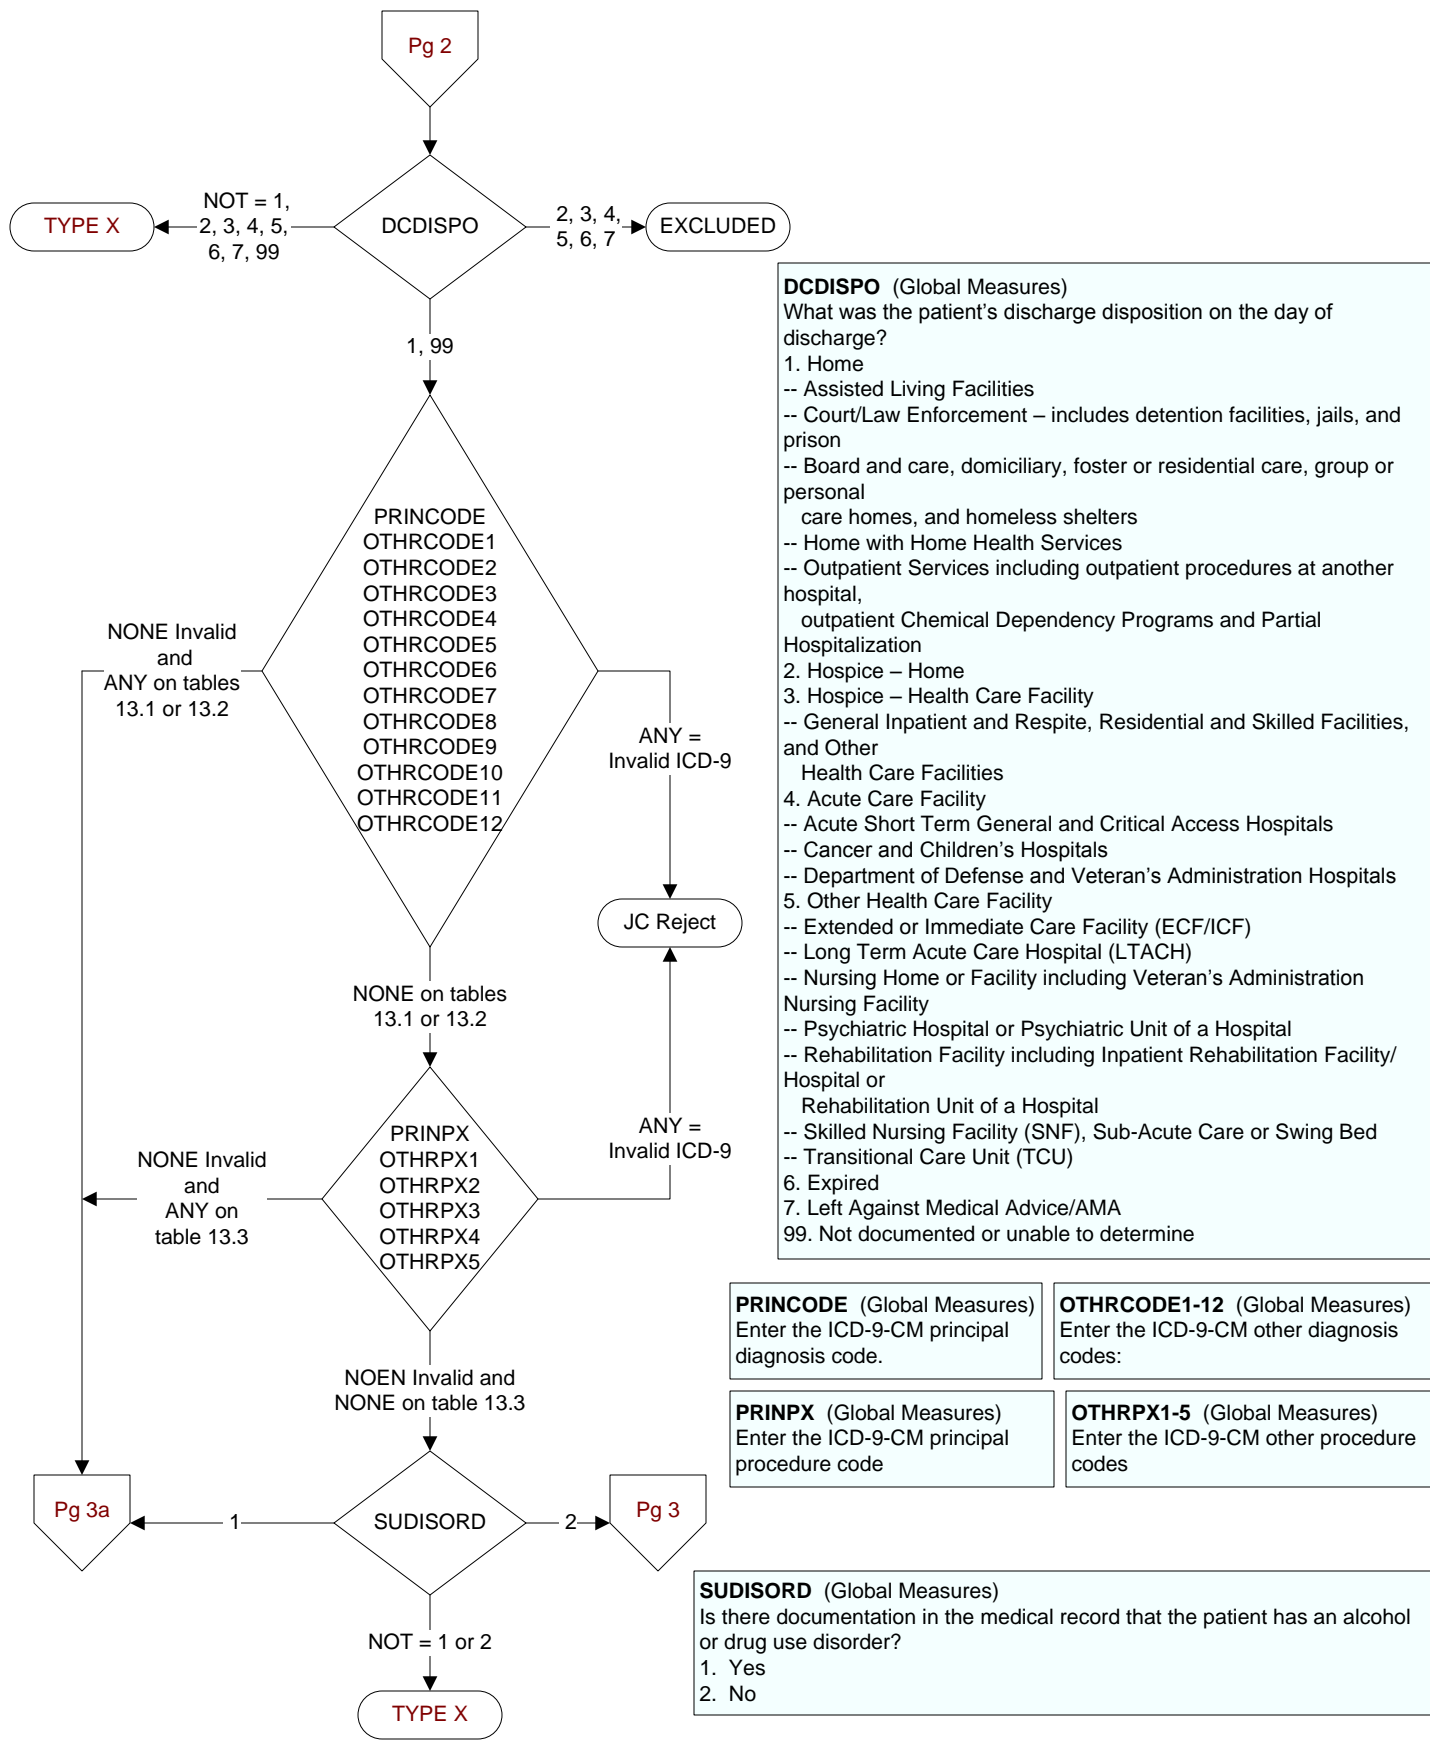 Pg 2
NOT = 1,
2, 3, 4, 5,
6, 7, 99
TYPE X
DCDISPO
2, 3, 4,
5, 6, 7
EXCLUDED
1, 99
DCDISPO (Global Measures)
What was the patient's discharge disposition on the day of
discharge?
1. Home
-- Assisted Living Facilities
-- Court/Law Enforcement – includes detention facilities, jails, and
prison
-- Board and care, domiciliary, foster or residential care, group or
personal
care homes, and homeless shelters
-- Home with Home Health Services
-- Outpatient Services including outpatient procedures at another
hospital,
outpatient Chemical Dependency Programs and Partial
Hospitalization
2. Hospice – Home
3. Hospice – Health Care Facility
-- General Inpatient and Respite, Residential and Skilled Facilities,
and Other
Health Care Facilities
4. Acute Care Facility
-- Acute Short Term General and Critical Access Hospitals
-- Cancer and Children's Hospitals
-- Department of Defense and Veteran's Administration Hospitals
5. Other Health Care Facility
-- Extended or Immediate Care Facility (ECF/ICF)
-- Long Term Acute Care Hospital (LTACH)
-- Nursing Home or Facility including Veteran's Administration
Nursing Facility
-- Psychiatric Hospital or Psychiatric Unit of a Hospital
-- Rehabilitation Facility including Inpatient Rehabilitation Facility/
Hospital or
Rehabilitation Unit of a Hospital
-- Skilled Nursing Facility (SNF), Sub-Acute Care or Swing Bed
-- Transitional Care Unit (TCU)
6. Expired
7. Left Against Medical Advice/AMA
99. Not documented or unable to determine
PRINCODE
OTHRCODE1
OTHRCODE2
OTHRCODE3
OTHRCODE4
OTHRCODE5
OTHRCODE6
OTHRCODE7
OTHRCODE8
OTHRCODE9
OTHRCODE10
OTHRCODE11
OTHRCODE12
NONE Invalid
and
ANY on tables
13.1 or 13.2
ANY =
Invalid ICD-9
JC Reject
NONE on tables
13.1 or 13.2
PRINPX
OTHRPX1
OTHRPX2
OTHRPX3
OTHRPX4
OTHRPX5
NONE Invalid
and
ANY on
table 13.3
ANY =
Invalid ICD-9
PRINCODE (Global Measures)
Enter the ICD-9-CM principal
diagnosis code.
OTHRCODE1-12 (Global Measures)
Enter the ICD-9-CM other diagnosis
codes:
PRINPX (Global Measures)
Enter the ICD-9-CM principal
procedure code
OTHRPX1-5 (Global Measures)
Enter the ICD-9-CM other procedure
codes
NOEN Invalid and
NONE on table 13.3
Pg 3a
1
SUDISORD
2
Pg 3
SUDISORD (Global Measures)
Is there documentation in the medical record that the patient has an alcohol
or drug use disorder?
1. Yes
2. No
NOT = 1 or 2
TYPE X